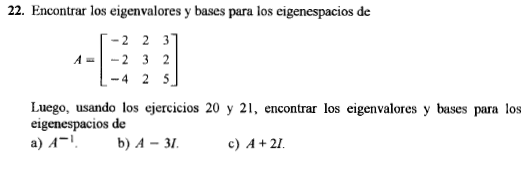 22. Encontrar los eigenvalores y bases para los eigenespacios de
-2 2 3
A = -2 3 2
-4 2 5
Luego, usando los ejercicios 20 y 21, encontrar los eigenvalores y bases para los
eigenespacios de
a) A⁻¹. b) A − 3I. c) A + 2I.